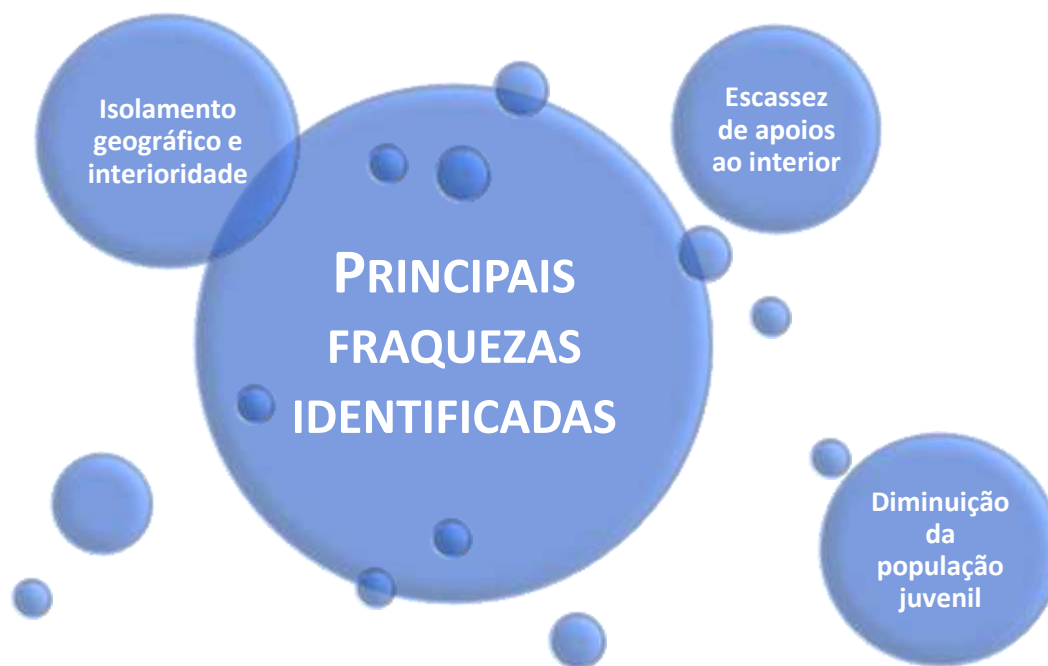 Isolamento
geográfico e
interioridade
Escassez
de apoios
ao interior
PRINCIPAIS
FRAQUEZAS
IDENTIFICADAS
Diminuição
da
população
juvenil